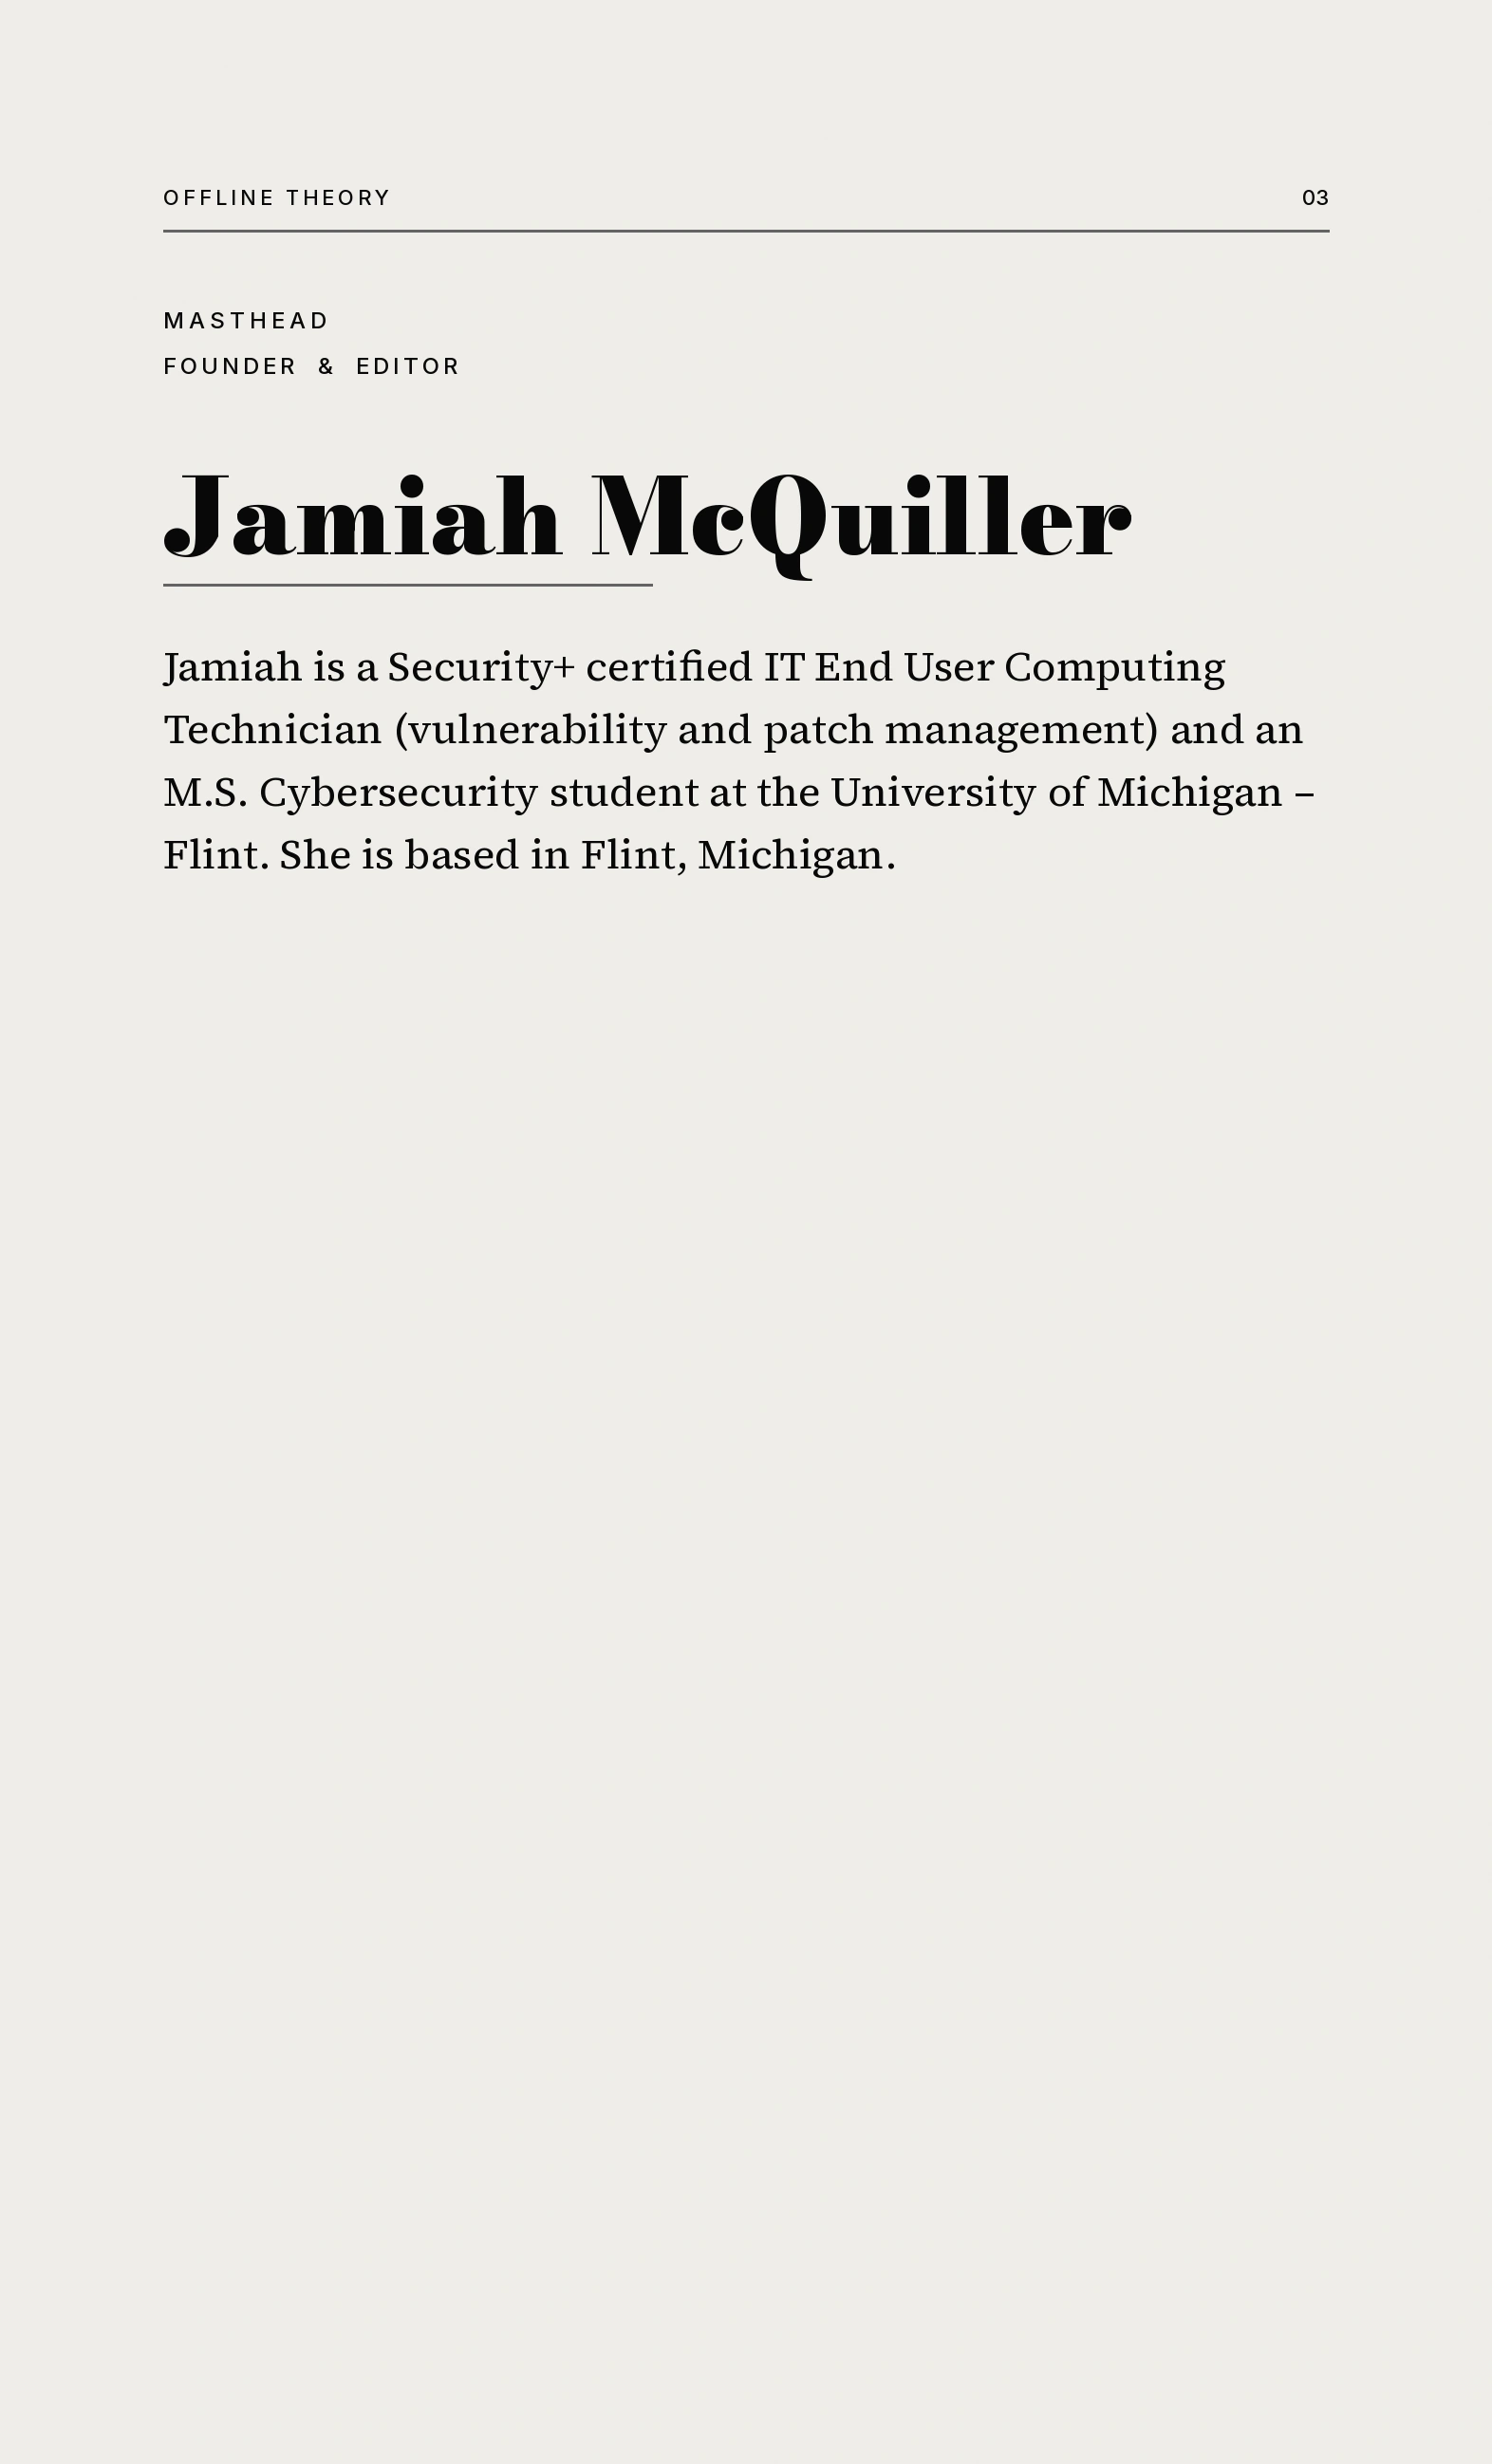 OFFLINE THEORY
03
MASTHEAD
FOUNDER & EDITOR
Jamiah McQuiller
Jamiah is a Security+ certified IT End User Computing
Technician (vulnerability and patch management) and an
M.S. Cybersecurity student at the University of Michigan –
Flint. She is based in Flint, Michigan.